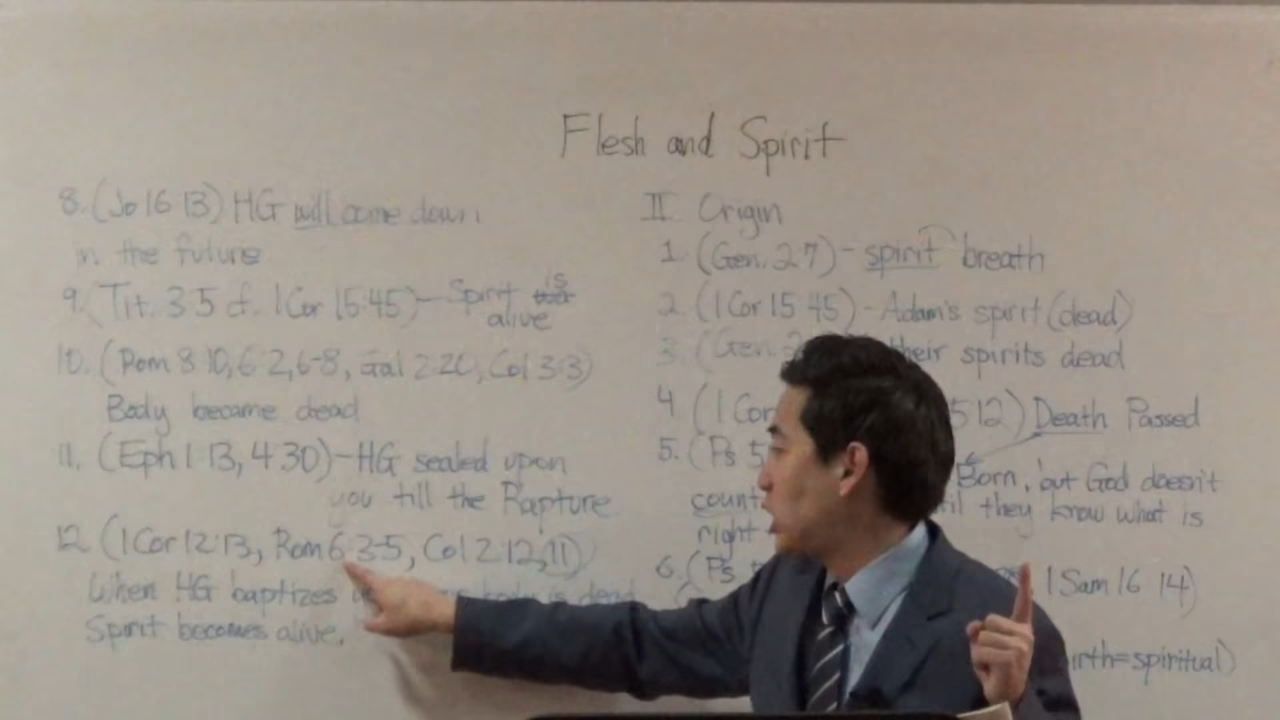 Flesh and Spirit
8. (Jo 16:13) HG will come down
in the future
9. (Tit. 3:5 cf. 1 Cor 15:45) - Spirit is
alive
10. (Rom 8:10, 6:2, 6-8, Gal 2:20, Col 3:3)
Body became dead
11. (Eph 1:13, 4:30) - HG sealed upon
you till the Rapture
12. (1 Cor 12:13, Rom 6:3-5, Col 2:12, 11)
When HG baptizes body is dead
Spirit becomes alive.
II. Origin
1. (Gen. 2:7) - spirit breath
2. (1 Cor 15:45) - Adam's spirit (dead)
3. (Gen. 2 their spirits dead
4 (1 Cor 5:12) Death Passed
5. (Ps 5 Born, but God doesn't
count til they know what is
right
6. (Ps 1 Sam 16:14)
irth=spiritual)